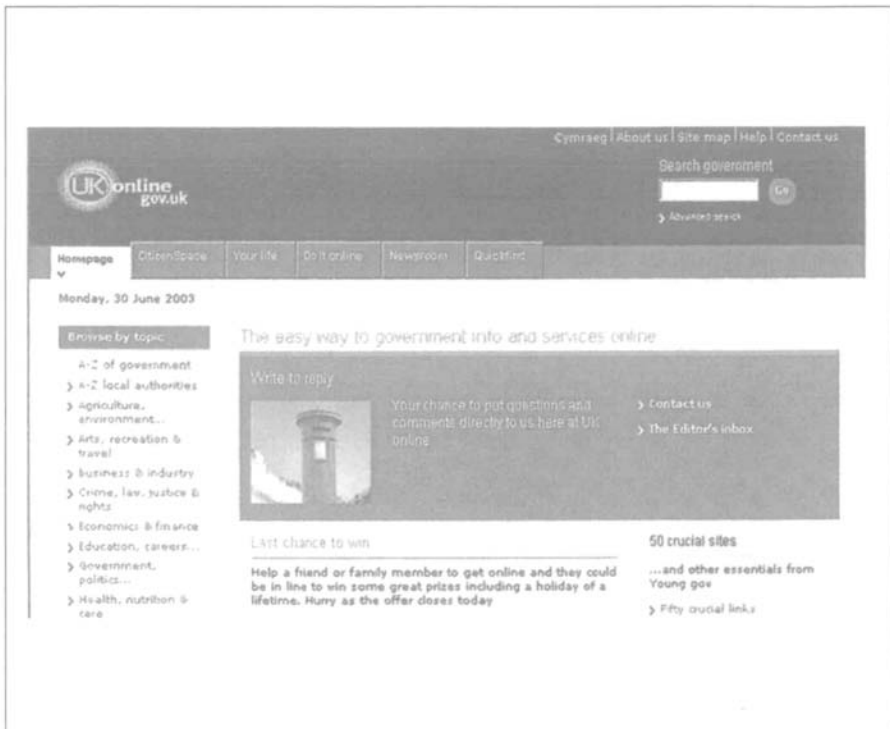 Cymraeg | About us | Site map | Help | Contact us
Search government
UK online
gov.uk
Go
Advanced search
Homepage
CitizenSpace
Your life
Do it online
Newsroom
Quickfind
Monday, 30 June 2003
Browse by topic
A-Z of government
A-Z local authorities
Agriculture,
environment...
Arts, recreation &
travel
Business & industry
Crime, law, justice &
rights
Economics & finance
Education, careers...
Government,
politics...
Health, nutrition &
care
The easy way to government info and services online
Write to reply
Your chance to put questions and
comments directly to us here at UK
online
Contact us
The Editor's inbox
Last chance to win
Help a friend or family member to get online and they could
be in line to win some great prizes including a holiday of a
lifetime. Hurry as the offer closes today
50 crucial sites
...and other essentials from
Young gov
Fifty crucial links